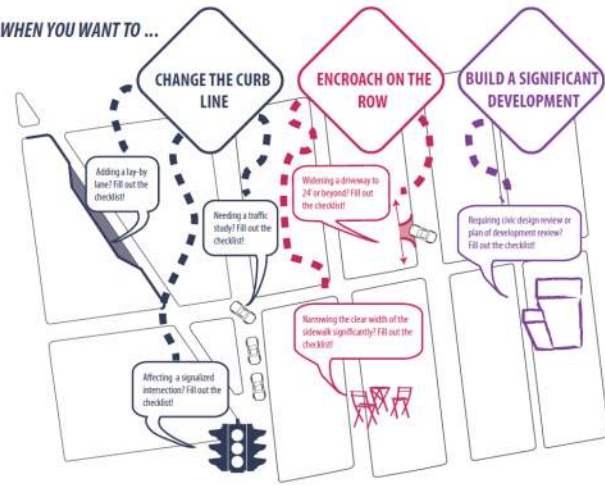 WHEN YOU WANT TO ...
CHANGE THE CURB
LINE
ENCROACH ON THE
ROW
BUILD A SIGNIFICANT
DEVELOPMENT
Adding a lay-by
lane? Fill out the
checklist!
Needing a traffic
study? Fill out the
checklist!
Widening a driveway to
24' or beyond? Fill out
the checklist!
Requiring civic design review or
plan of development review?
Fill out the checklist!
Narrowing the clear width of the
sidewalk significantly? Fill out the
checklist!
Affecting a signalized
intersection? Fill out the
checklist!